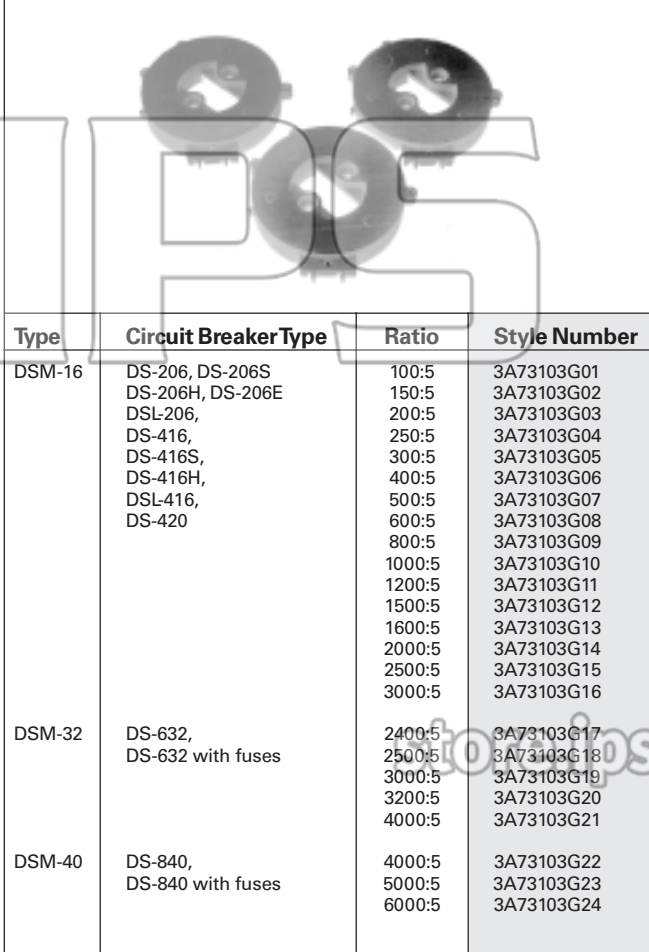 IPS
Type Circuit Breaker Type Ratio Style Number
DSM-16 DS-206, DS-206S 100:5 3A73103G01
DS-206H, DS-206E 150:5 3A73103G02
DSL-206, 200:5 3A73103G03
DS-416, 250:5 3A73103G04
DS-416S, 300:5 3A73103G05
DS-416H, 400:5 3A73103G06
DSL-416, 500:5 3A73103G07
DS-420 600:5 3A73103G08
800:5 3A73103G09
1000:5 3A73103G10
1200:5 3A73103G11
1500:5 3A73103G12
1600:5 3A73103G13
2000:5 3A73103G14
2500:5 3A73103G15
3000:5 3A73103G16
DSM-32 DS-632, 2400:5 3A73103G17
DS-632 with fuses 2500:5 3A73103G18
store.ips
3000:5 3A73103G19
3200:5 3A73103G20
4000:5 3A73103G21
DSM-40 DS-840, 4000:5 3A73103G22
DS-840 with fuses 5000:5 3A73103G23
6000:5 3A73103G24